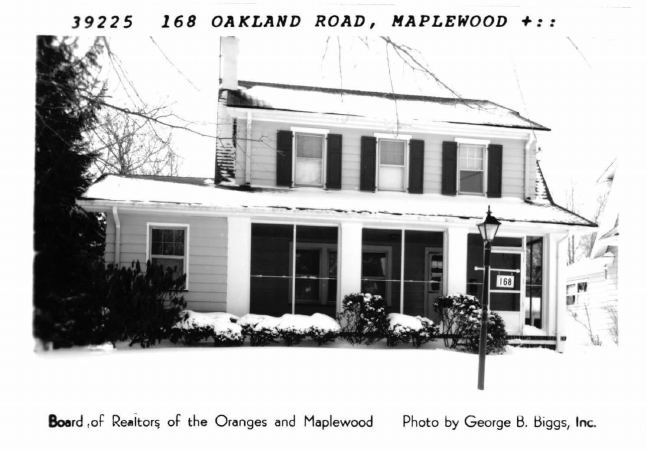 39225 168 OAKLAND ROAD, MAPLEWOOD +::
168
Board of Realtors of the Oranges and Maplewood Photo by George B. Biggs, Inc.